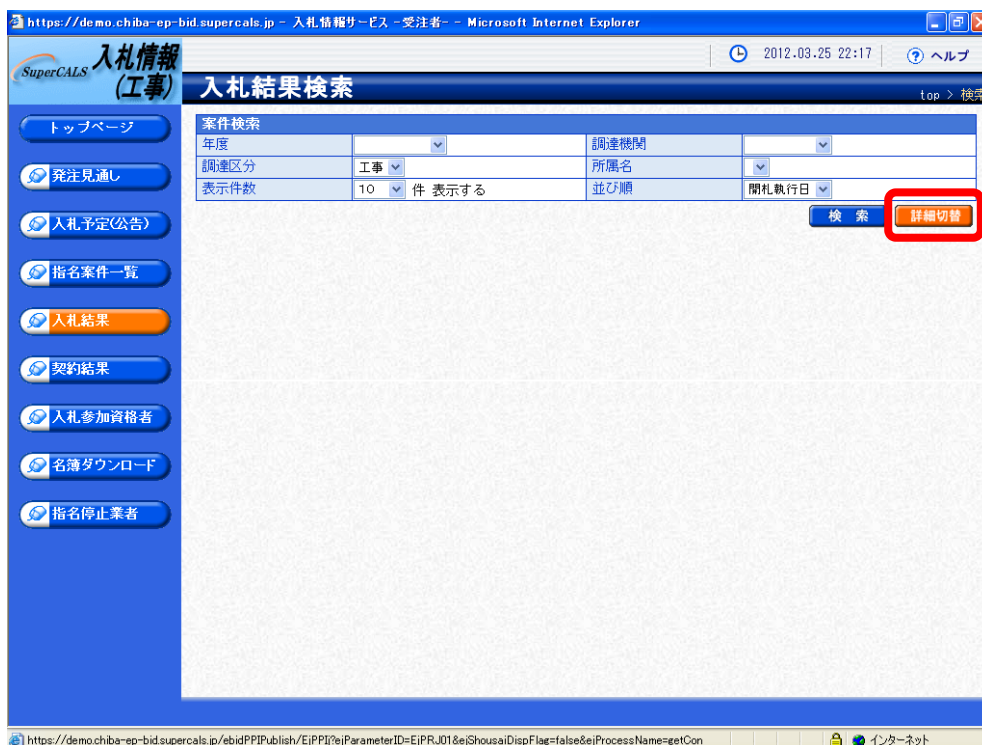 https://demo.chiba-ep-bid.supercals.jp - 入札情報サービス -受注者- - Microsoft Internet Explorer
SuperCALS 入札情報
(工事)
2012.03.25 22:17
ヘルプ
入札結果検索
top > 検索
トップページ
発注見通し
入札予定(公告)
指名案件一覧
入札結果
契約結果
入札参加資格者
名簿ダウンロード
指名停止業者
案件検索
年度 調達機関
調達区分 工事 所属名
表示件数 10 件 表示する 並び順 開札執行日
検 索 詳細切替
https://demo.chiba-ep-bid.supercals.jp/ebidPPIPublish/EjPPIj?ejParameterID=EjPRJ01&ejShousaiDispFlag=false&ejProcessName=getCon
インターネット